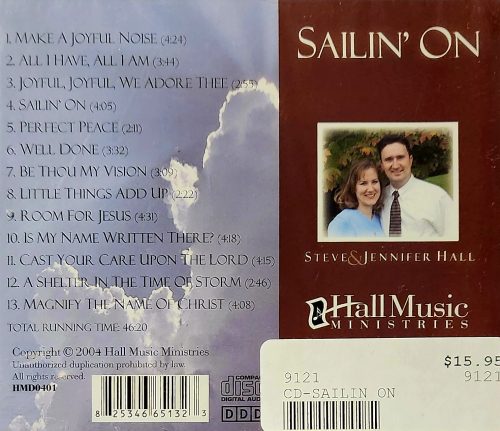 1. Make A Joyful Noise (4:24)
2. All I Have, All I Am (3:44)
3. Joyful, Joyful, We Adore Thee (2:55)
4. Sailin' On (4:05)
5. Perfect Peace (2:11)
6. Well Done (3:32)
7. Be Thou My Vision (3:09)
8. Little Things Add Up (2:22)
9. Room For Jesus (4:31)
10. Is My Name Written There? (4:18)
11. Cast Your Care Upon The Lord (4:15)
12. A Shelter In The Time Of Storm (2:46)
13. Magnify The Name Of Christ (4:08)
Total Running Time: 46:20
Copyright © 2004 Hall Music Ministries
Unauthorized duplication prohibited by law.
All rights reserved.
HMD0401
8 25346 65132 3
COMPACT
disc
DIGITAL AUDIO
DDD
Sailin' On
Steve & Jennifer Hall
Hall Music
MINISTRIES
$15.95
9121 9121
CD-SAILIN ON